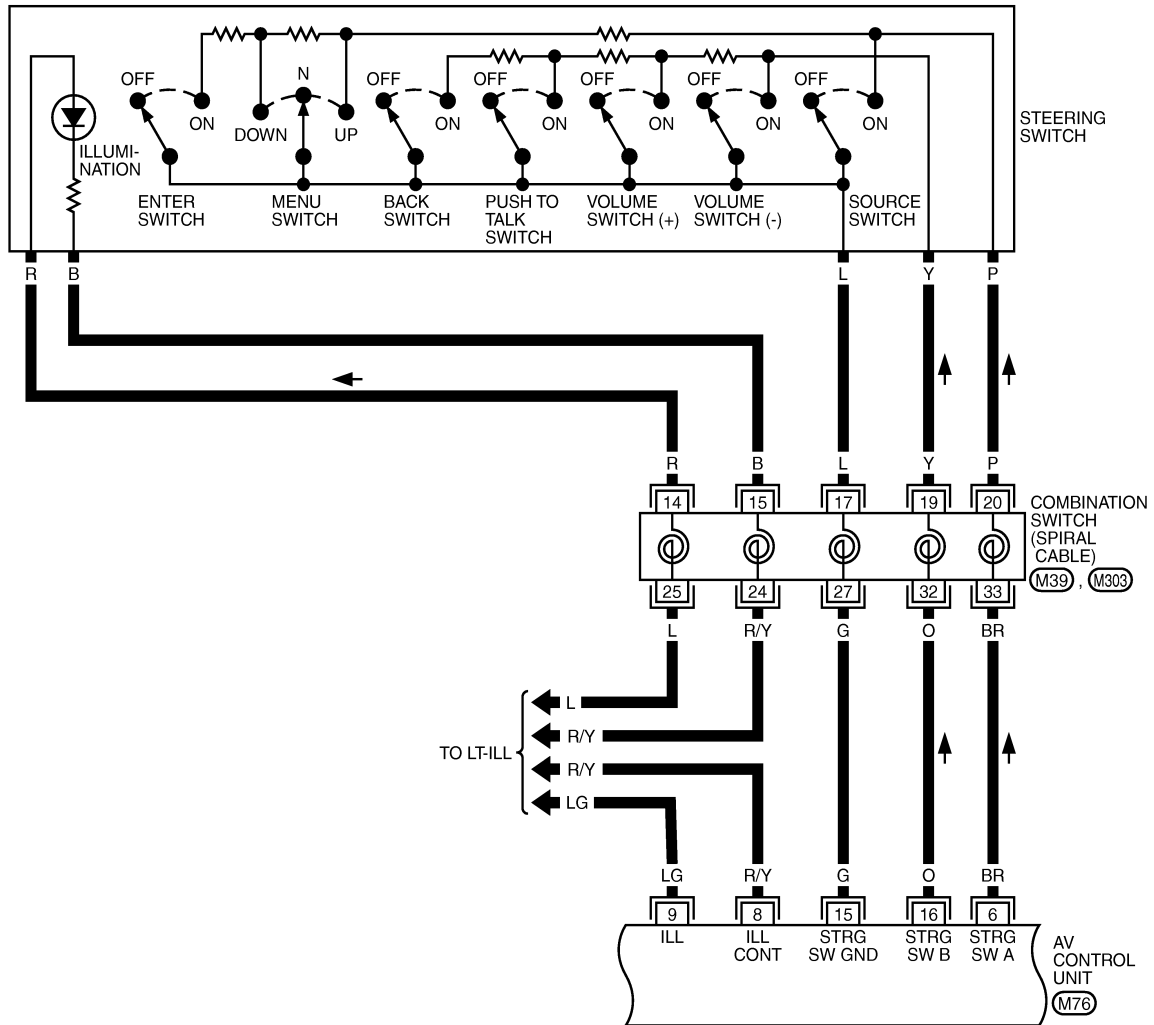 OFF
N
OFF
OFF
OFF
OFF
OFF
ON
DOWN
UP
ON
ON
ON
ON
ON
STEERING
SWITCH
ILLUMI-
NATION
ENTER
SWITCH
MENU
SWITCH
BACK
SWITCH
PUSH TO
TALK
SWITCH
VOLUME
SWITCH (+)
VOLUME
SWITCH (-)
SOURCE
SWITCH
R
B
L
Y
P
R
B
L
Y
P
14
15
17
19
20
COMBINATION
SWITCH
(SPIRAL
CABLE)
M39 , M303
25
24
27
32
33
L
R/Y
G
O
BR
TO LT-ILL
L
R/Y
R/Y
LG
LG
R/Y
G
O
BR
9
8
15
16
6
ILL
ILL
CONT
STRG
SW GND
STRG
SW B
STRG
SW A
AV
CONTROL
UNIT
M76